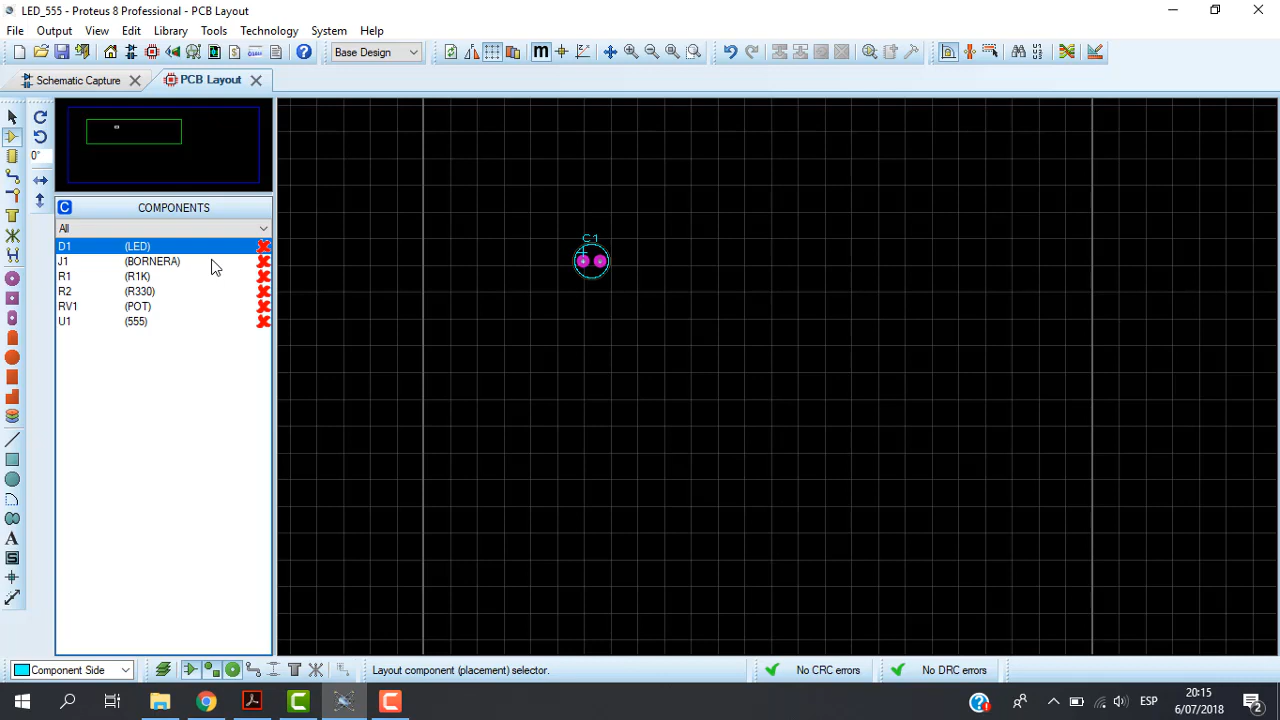 LED_555 - Proteus 8 Professional - PCB Layout
File Output View Edit Library Tools Technology System Help
Base Design
Schematic Capture
PCB Layout
0°
C COMPONENTS
All
D1 (LED)
J1 (BORNERA)
R1 (R1K)
R2 (R330)
RV1 (POT)
U1 (555)
C1
Component Side
Layout component (placement) selector.
No CRC errors
No DRC errors
ESP
20:15
6/07/2018
2